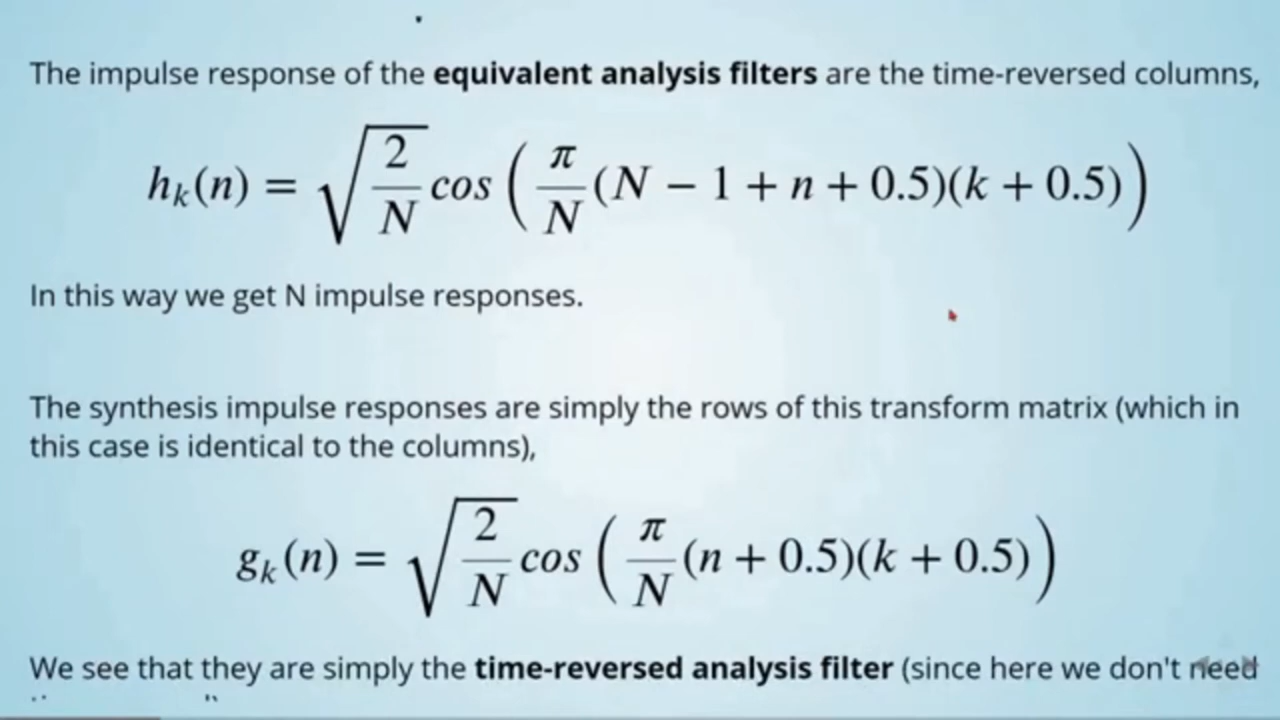 The impulse response of the equivalent analysis filters are the time-reversed columns,
h_k(n) = √(2/N) cos ( π/N (N − 1 + n + 0.5)(k + 0.5) )
In this way we get N impulse responses.
The synthesis impulse responses are simply the rows of this transform matrix (which in
this case is identical to the columns),
g_k(n) = √(2/N) cos ( π/N (n + 0.5)(k + 0.5) )
We see that they are simply the time-reversed analysis filter (since here we don't need